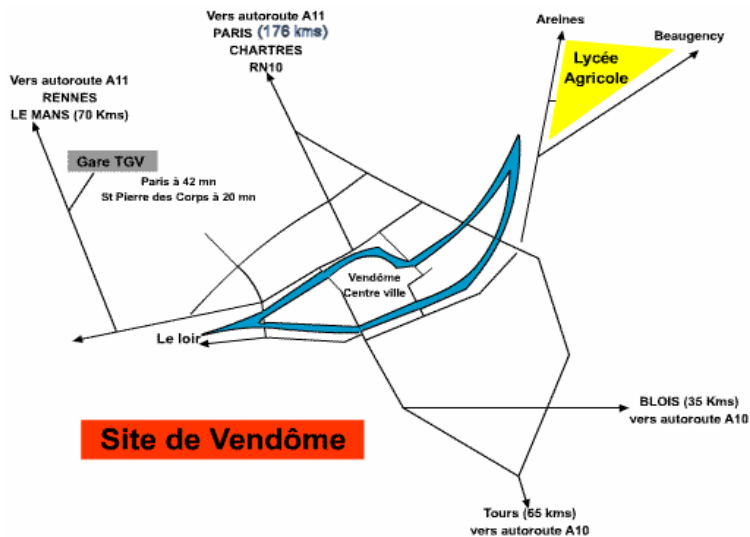 Vers autoroute A11
PARIS (176 kms)
CHARTRES
RN10
Areines
Beaugency
Lycée
Agricole
Vers autoroute A11
RENNES
LE MANS (70 Kms)
Gare TGV
Paris à 42 mn
St Pierre des Corps à 20 mn
Vendôme
Centre ville
Le loir
BLOIS (35 Kms)
vers autoroute A10
Site de Vendôme
Tours (65 kms)
vers autoroute A10